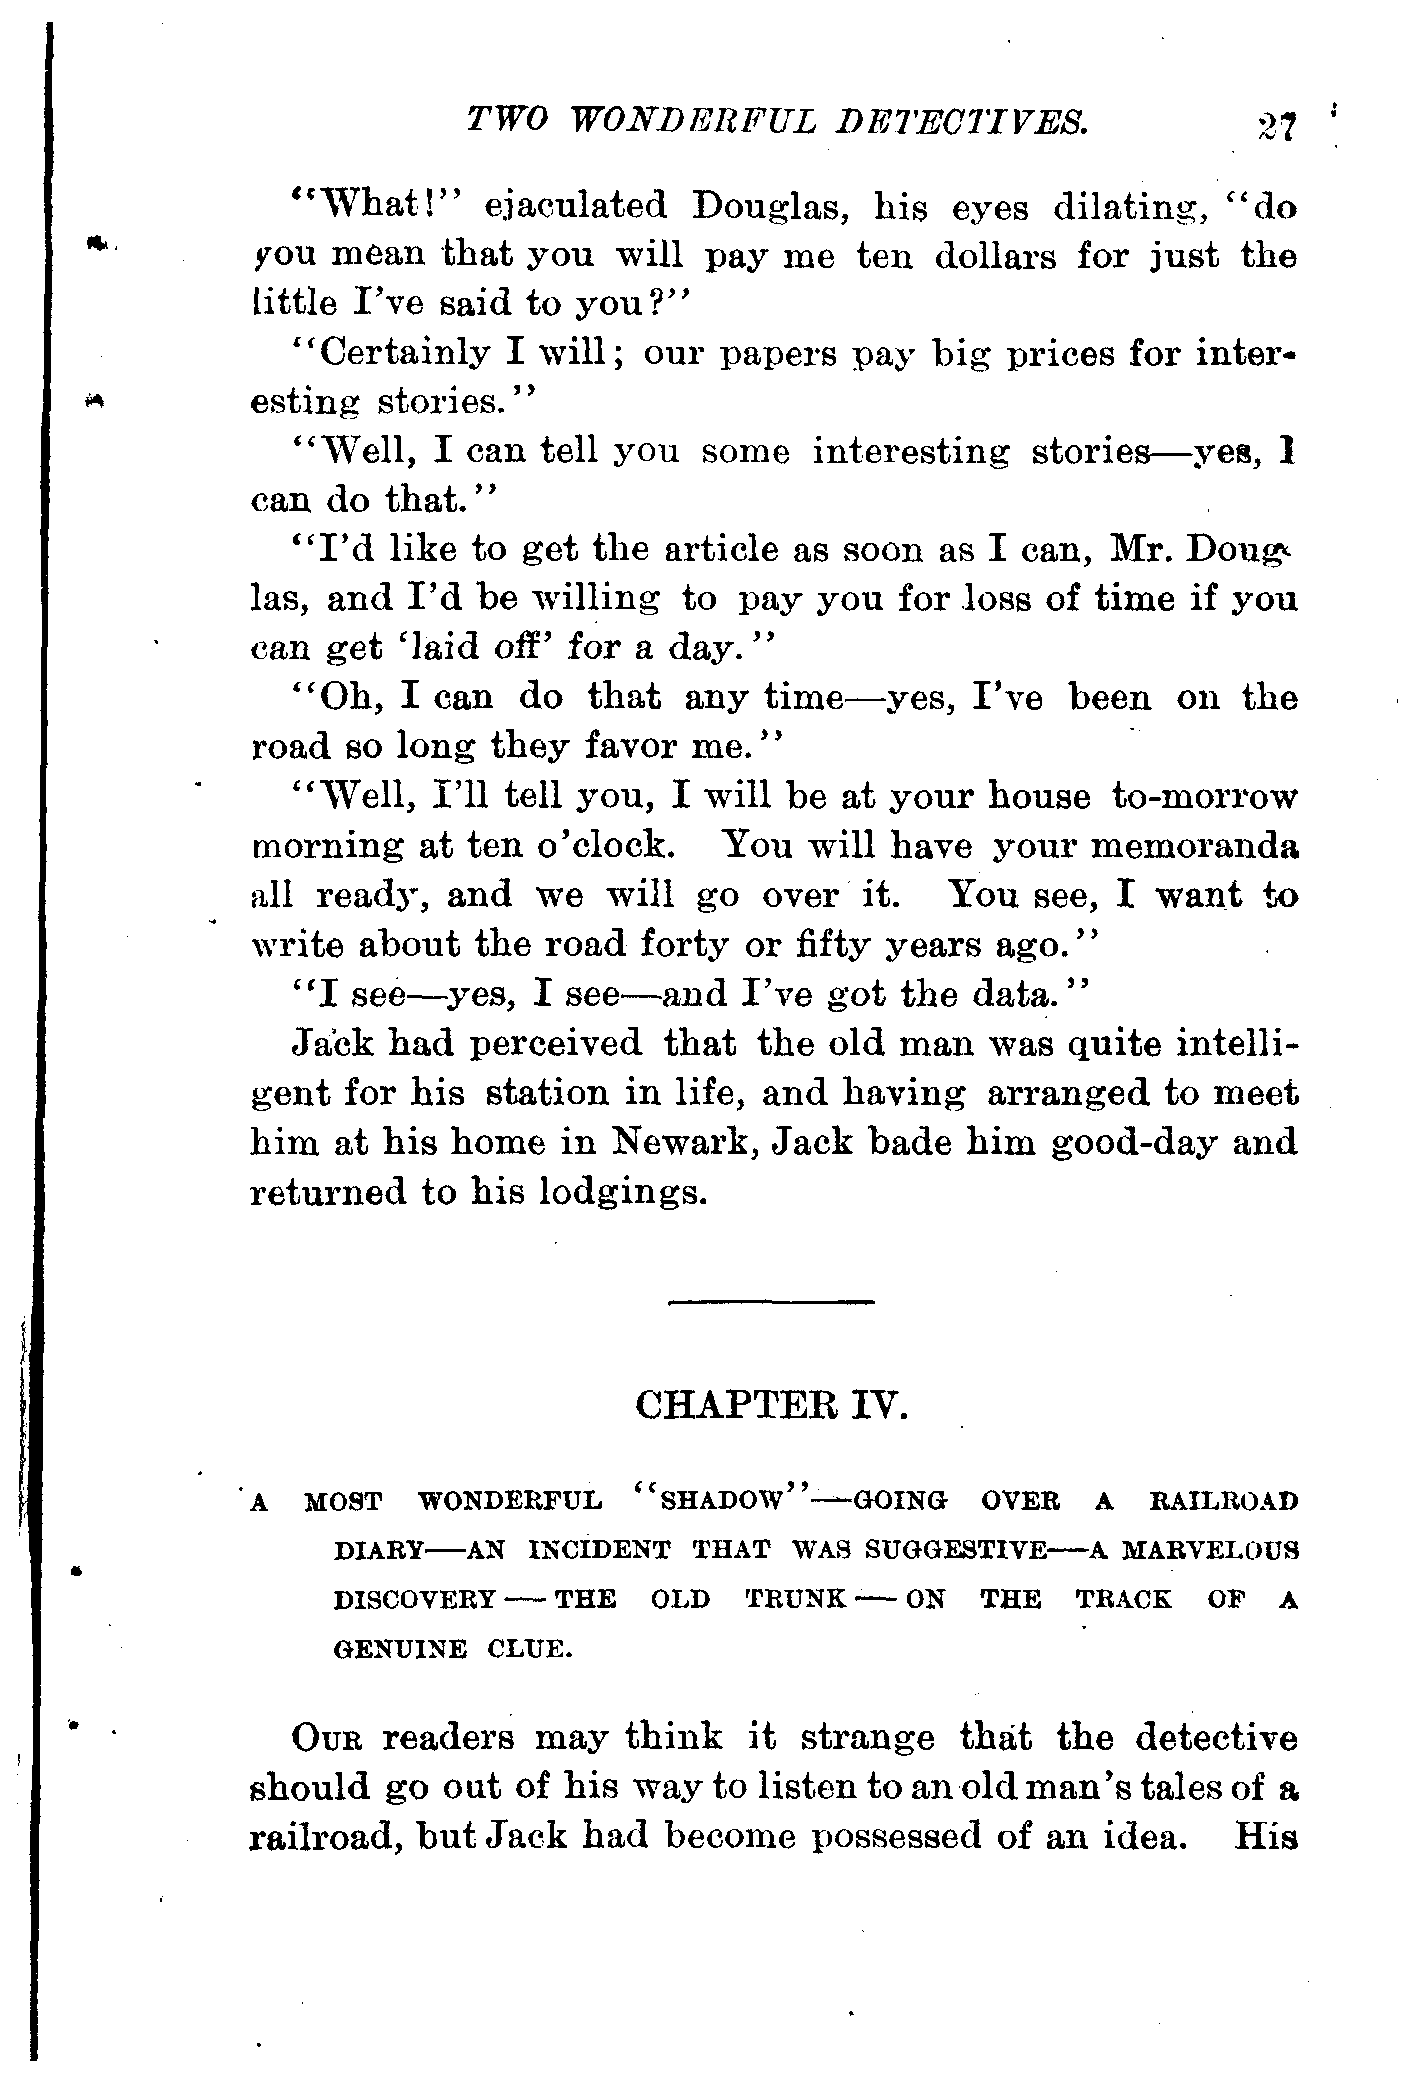 TWO WONDERFUL DETECTIVES. 27
"What!" ejaculated Douglas, his eyes dilating, "do
you mean that you will pay me ten dollars for just the
little I've said to you?"
"Certainly I will; our papers pay big prices for inter-
esting stories."
"Well, I can tell you some interesting stories—yes, I
can do that."
"I'd like to get the article as soon as I can, Mr. Doug-
las, and I'd be willing to pay you for loss of time if you
can get 'laid off' for a day."
"Oh, I can do that any time—yes, I've been on the
road so long they favor me."
"Well, I'll tell you, I will be at your house to-morrow
morning at ten o'clock. You will have your memoranda
all ready, and we will go over it. You see, I want to
write about the road forty or fifty years ago."
"I see—yes, I see—and I've got the data."
Jack had perceived that the old man was quite intelli-
gent for his station in life, and having arranged to meet
him at his home in Newark, Jack bade him good-day and
returned to his lodgings.
CHAPTER IV.
A MOST WONDERFUL "SHADOW"—GOING OVER A RAILROAD
DIARY—AN INCIDENT THAT WAS SUGGESTIVE—A MARVELOUS
DISCOVERY—THE OLD TRUNK—ON THE TRACK OF A
GENUINE CLUE.
OUR readers may think it strange that the detective
should go out of his way to listen to an old man's tales of a
railroad, but Jack had become possessed of an idea. His